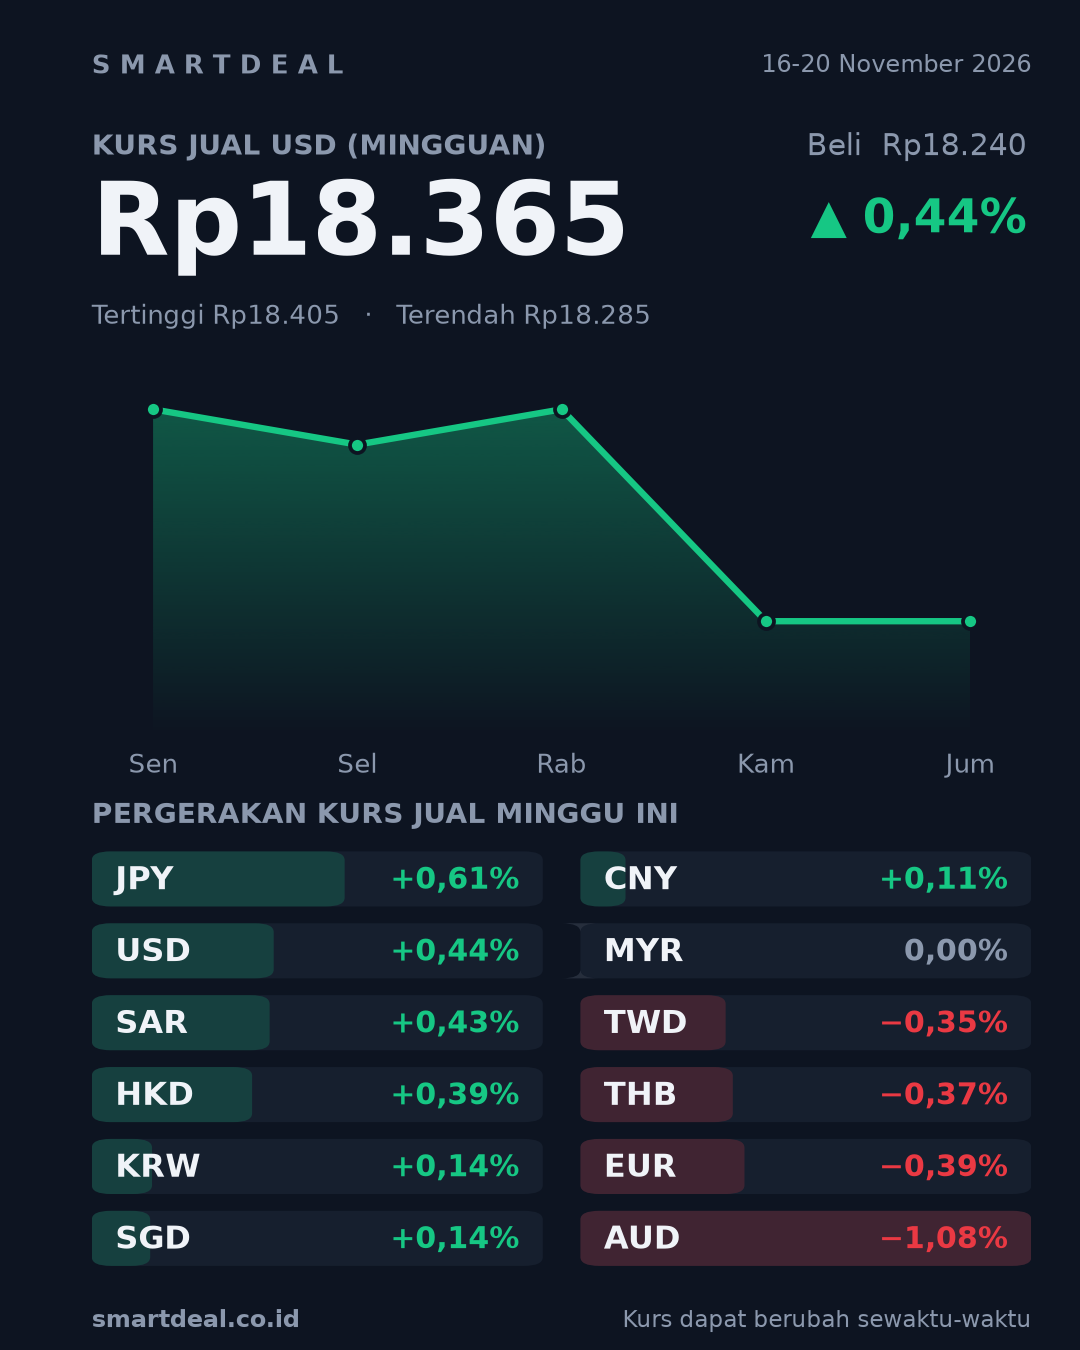 SMARTDEAL
16-20 November 2026
KURS JUAL USD (MINGGUAN)
Beli Rp18.240
Rp18.365
▲ 0,44%
Tertinggi Rp18.405 · Terendah Rp18.285
Sen Sel Rab Kam Jum
PERGERAKAN KURS JUAL MINGGU INI
JPY +0,61%
CNY +0,11%
USD +0,44%
MYR 0,00%
SAR +0,43%
TWD −0,35%
HKD +0,39%
THB −0,37%
KRW +0,14%
EUR −0,39%
SGD +0,14%
AUD −1,08%
smartdeal.co.id
Kurs dapat berubah sewaktu-waktu